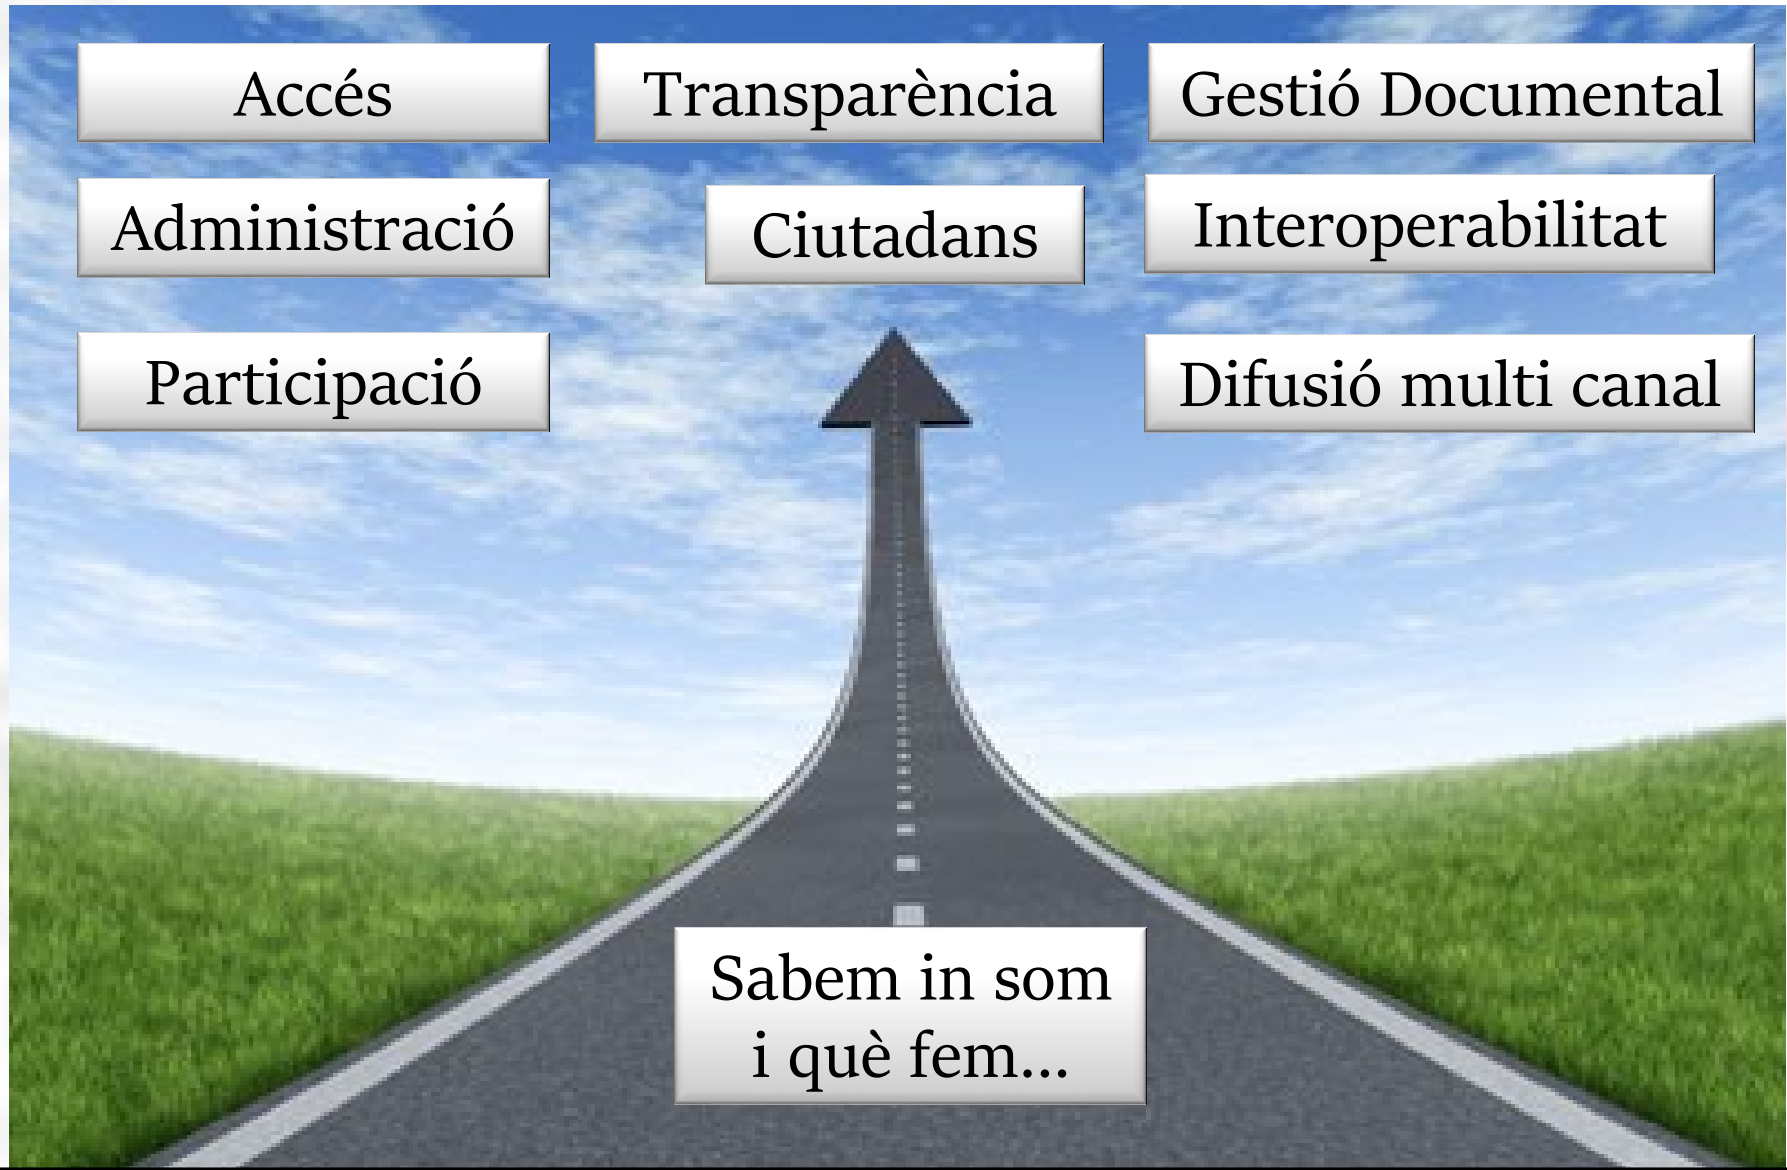 Accés
Transparència
Gestió Documental
Administració
Ciutadans
Interoperabilitat
Participació
Difusió multi canal
Sabem in som
i què fem...